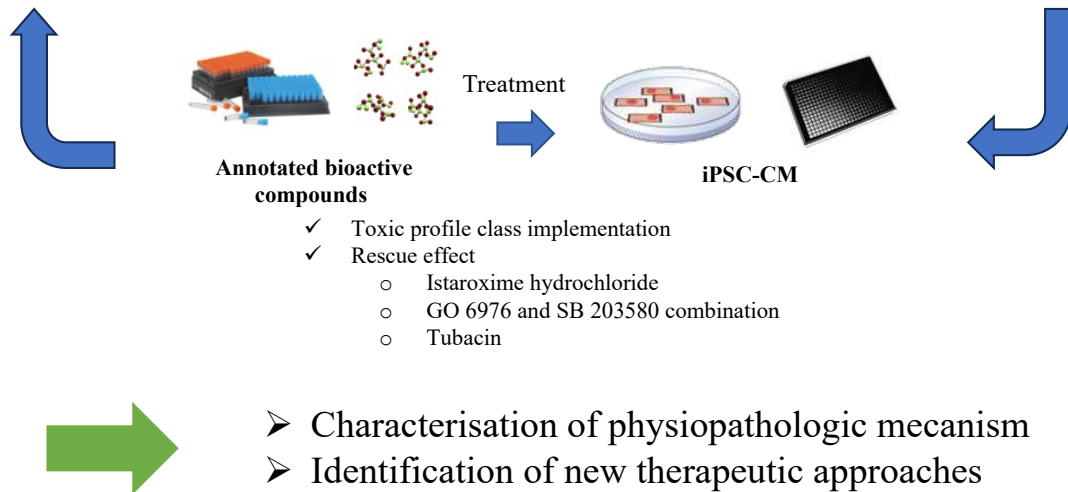 Treatment
Annotated bioactive
compounds
iPSC-CM
✓ Toxic profile class implementation
✓ Rescue effect
o Istaroxime hydrochloride
o GO 6976 and SB 203580 combination
o Tubacin
➢ Characterisation of physiopathologic mecanism
➢ Identification of new therapeutic approaches